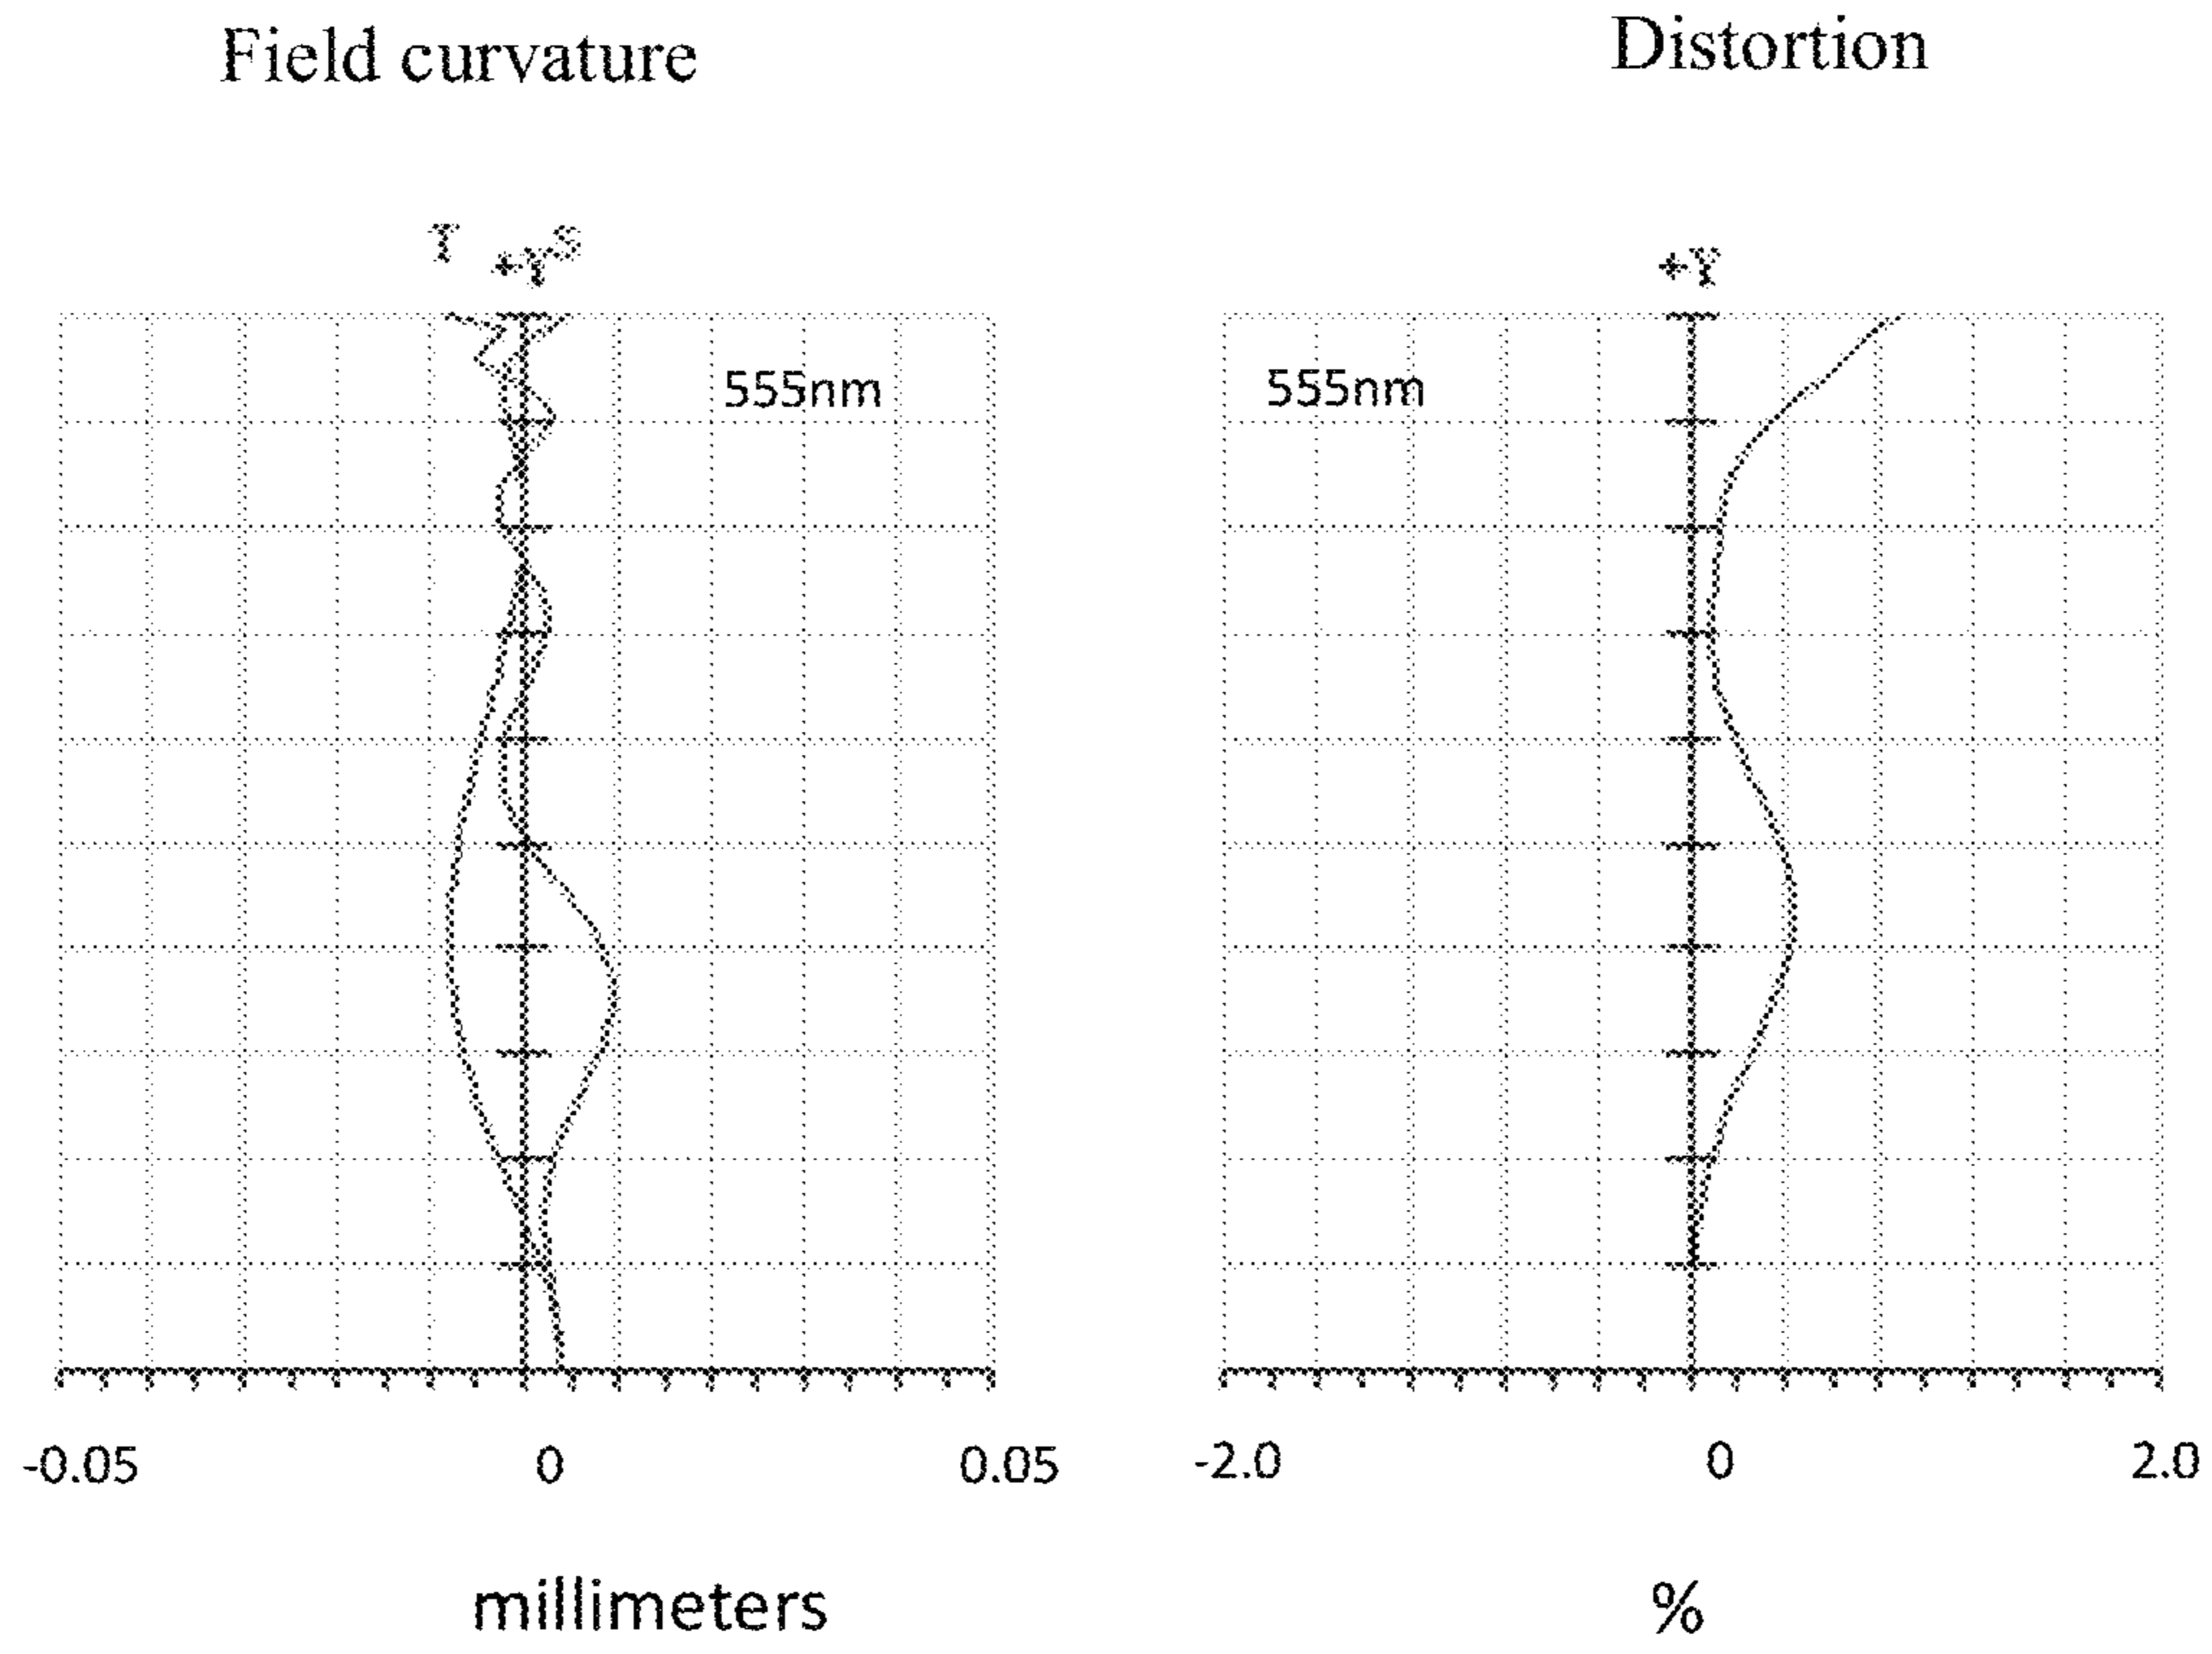 Field curvature
Distortion
T +Y S
+Y
555nm
555nm
-0.05 0 0.05
-2.0 0 2.0
millimeters
%